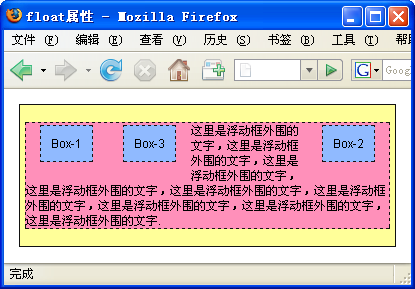 float属性 - Mozilla Firefox
文件 (F) 编辑 (E) 查看 (V) 历史 (S) 书签 (B) 工具 (T) 帮助
G Goog
Box-1 Box-3 这里是浮动框外围的 Box-2
文字，这里是浮动框
外围的文字，这里是
浮动框外围的文字，
这里是浮动框外围的文字，这里是浮动框外围的文字，这里是
浮动框外围的文字，这里是浮动框外围的文字，这里是浮动框
外围的文字，这里是浮动框外围的文字.
完成